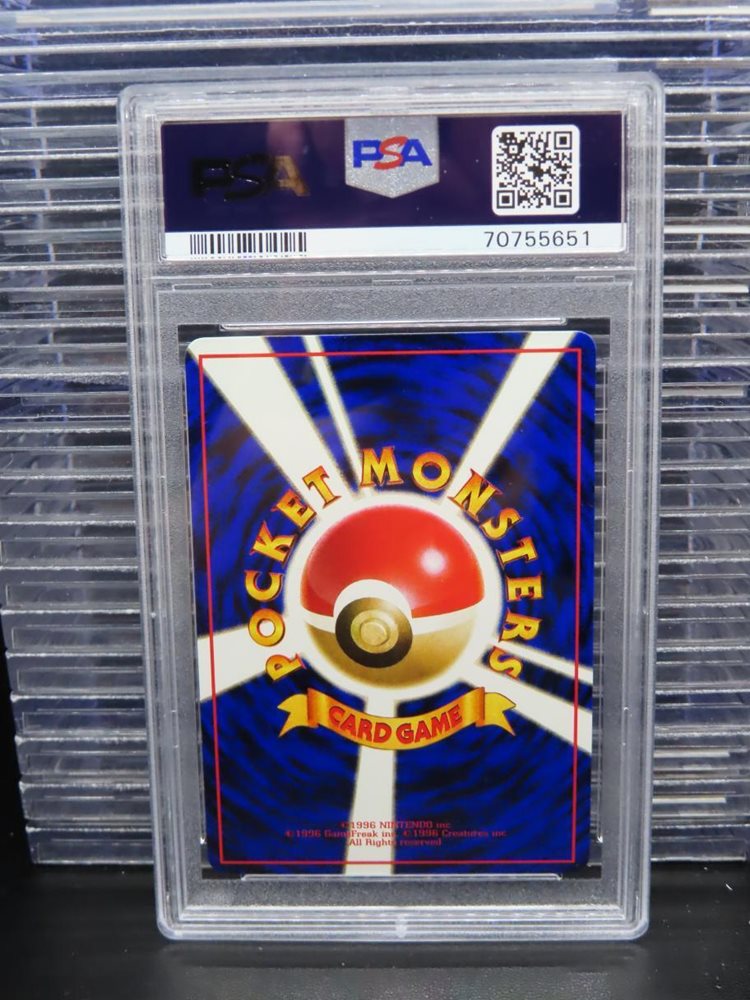 PSA
PSA
70755651
POCKET MONSTERS
CARD GAME
©1996 NINTENDO inc
©1996 GameFreak inc. ©1996 Creatures inc
All Rights reserved